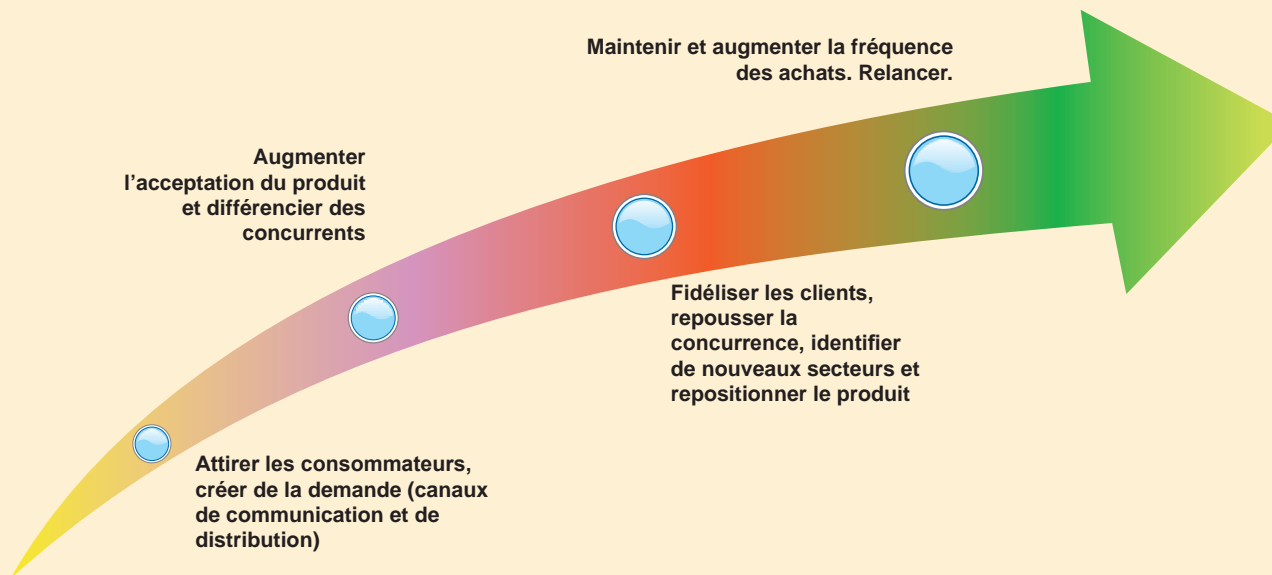 Maintenir et augmenter la fréquence
des achats. Relancer.
Augmenter
l’acceptation du produit
et différencier des
concurrents
Fidéliser les clients,
repousser la
concurrence, identifier
de nouveaux secteurs et
repositionner le produit
Attirer les consommateurs,
créer de la demande (canaux
de communication et de
distribution)